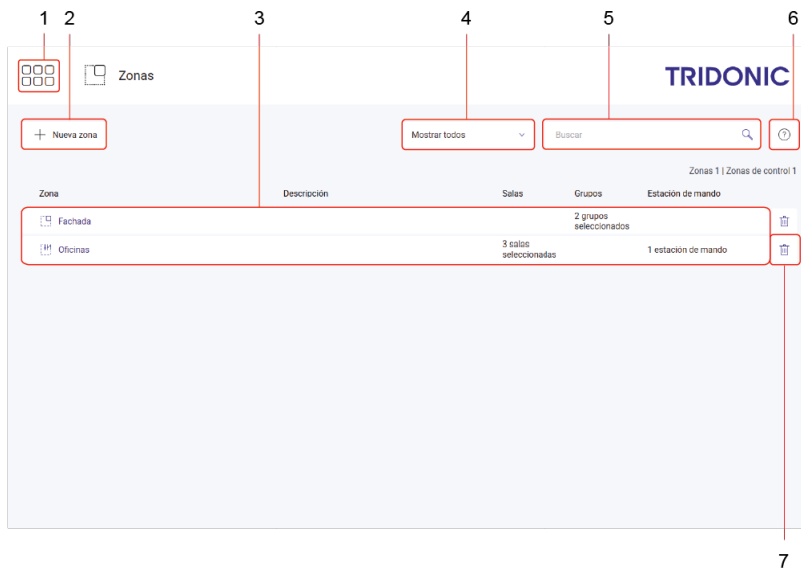 1 2 3 4 5 6
Zonas
TRIDONIC
Nueva zona
Mostrar todos
Buscar
?
Zonas 1 | Zonas de control 1
Zona Descripción Salas Grupos Estación de mando
Fachada
2 grupos
seleccionados
Oficinas
3 salas
seleccionadas
1 estación de mando
7